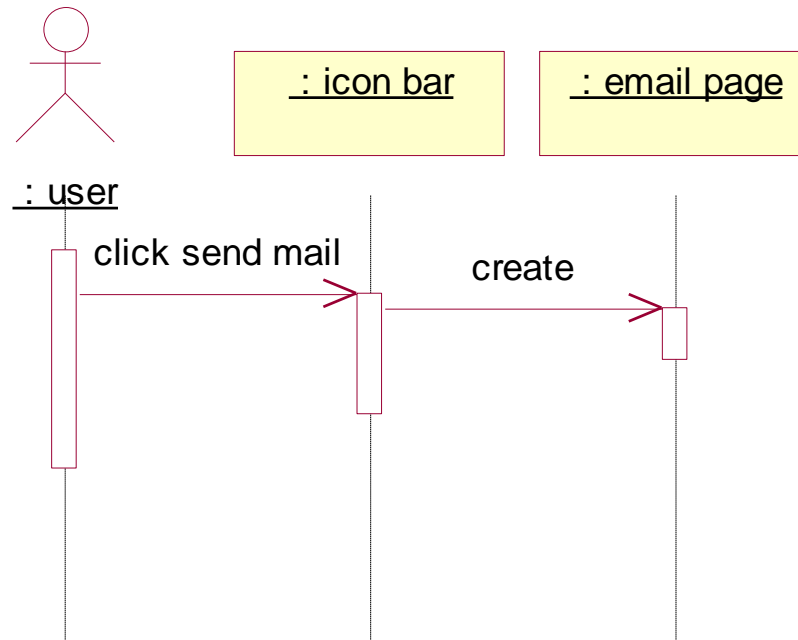 : icon bar
: email page
: user
click send mail
create